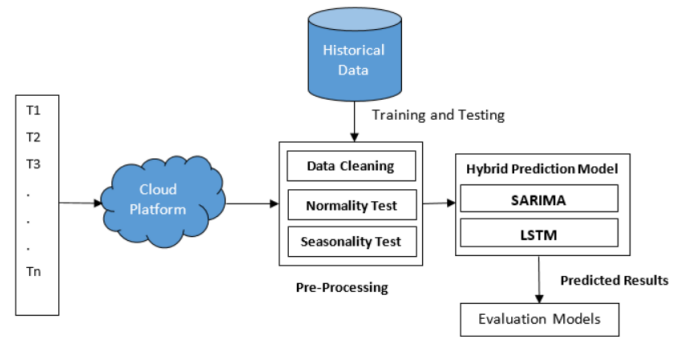 Historical
Data
Training and Testing
T1
T2
T3
.
.
.
Tn
Cloud
Platform
Data Cleaning
Normality Test
Seasonality Test
Pre-Processing
Hybrid Prediction Model
SARIMA
LSTM
Predicted Results
Evaluation Models